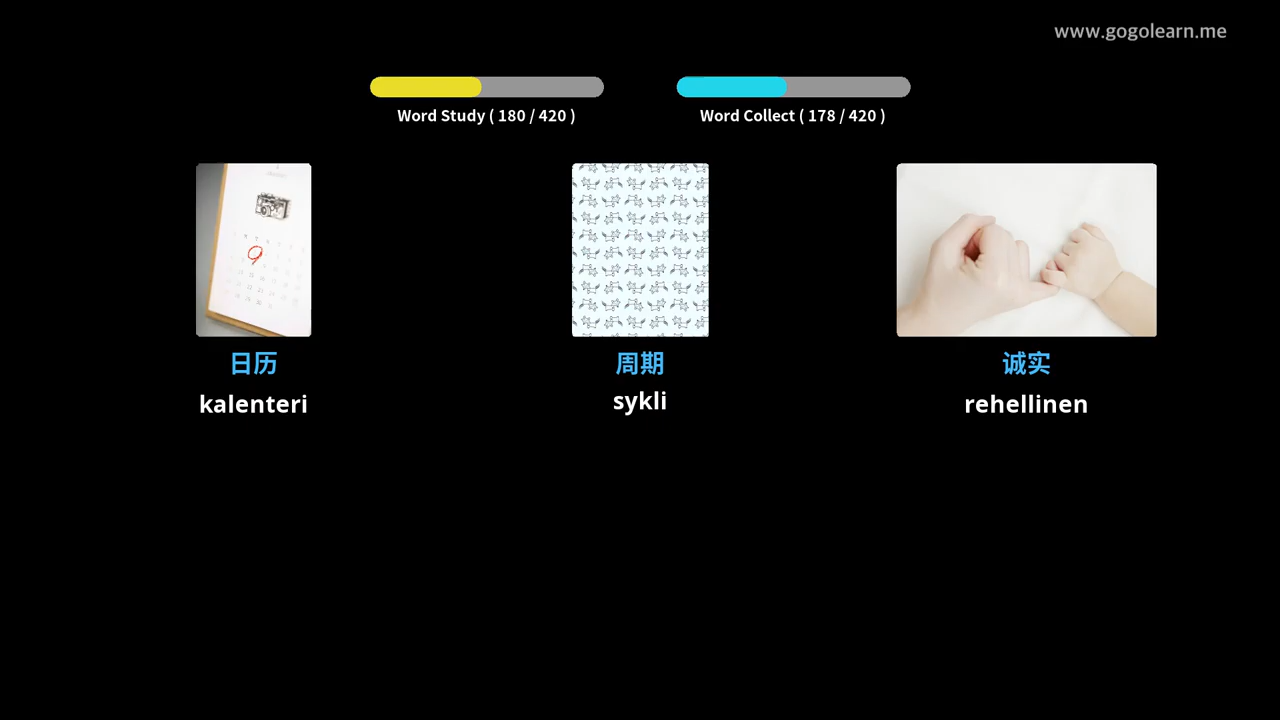 www.gogolearn.me
Word Study ( 180 / 420 )
Word Collect ( 178 / 420 )
日历
周期
诚实
kalenteri
sykli
rehellinen